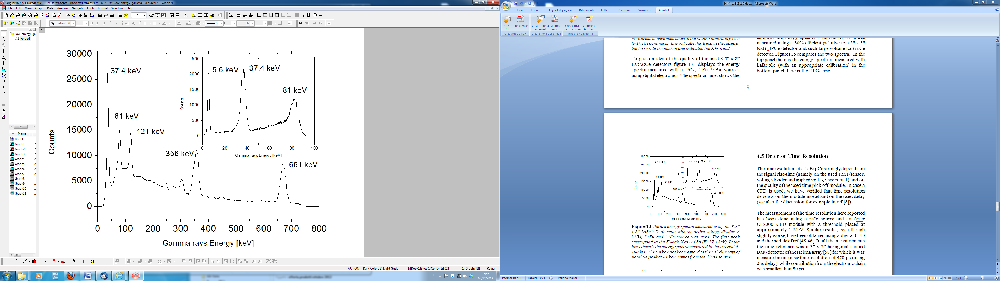 OriginPro 8.5.1 (Academic) - C:\Users\Utente\Dropbox\Franco\NIM-LaBr3-3x8\low-energy-gamma - /Folder1/ - [Graph7]
File Edit View Graph Data Analysis Gadgets Tools Format Window Help
100%
Default: A 0
low-energy-gai
Folder1
Name
Book1
Graph1
Graph2
Graph3
Graph4
Graph5
Graph6
Graph7
Graph8
Graph9
Graph10
Graph11
1
30000
25000
20000
15000
10000
5000
0
Counts
0 100 200 300 400 500 600 700 800
Gamma rays Energy [keV]
37.4 keV
81 keV
121 keV
356 keV
661 keV
2500
2000
1500
1000
500
0
Counts
0 20 40 60 80 100
Gamma rays Energy [keV]
5.6 keV
37.4 keV
81 keV
AU : ON Dark Colors & Light Grids 1:[Book1]Sheet1!Col(D)[1:1024] 1:[Graph7]1!1 Radian
IT
16:56
06/12/2012
NIM-LaBr3-2.0.docx - Microsoft Word
Home Inserisci Layout di pagina Riferimenti Lettere Revisione Visualizza Acrobat
Crea PDF
Preferenze
Crea e allega a e-mail
Stampa unione
Crea e invia per revisione
Commenti Acrobat
Crea Adobe PDF
Crea e invia per e-mail
Rivedi e commenta
measurement have been taken at the Milano laboratory (see
text). The continuous line indicates the trend as discussed in
the text while the dashed one indicated the E-1/2 trend.
To give an idea of the quality of the used 3.5” x 8”
Labr3:Ce detectors figure 13 displays the energy
spectra measured with a 137Cs, 152Eu, 133Ba sources
using digital electronics. The spectrum inset shows the
compare the energy spectra of an Am-Be-Ni source
measured using a 80% efficient (relative to a 3” x 3”
NaI) HPGe detector and such large volume LaBr3:Ce
detector. Figures 15 compares the two spectra. In the
top panel there is the energy spectrum measured with
LaBr3:Ce (with an appropriate calibration) in the
bottom panel there is the HPGe one.
9
30000
25000
20000
15000
10000
5000
0
Counts
0 100 200 300 400 500 600 700 800
Gamma rays Energy [keV]
37.4 keV
81 keV
121 keV
356 keV
661 keV
5.6 keV
37.4 keV
81 keV
Figure 13: the low energy spectra measured using the 3.5”
x 8” LaBr3:Ce detector with the active voltage divider. A
133Ba, 152Eu and 137Cs source was used. The first peak
correspond to the K shell Xray of Ba (E=37.4 keV). In the
inset there is the energy spectra measured in the interval 0-
100 keV. The 5.6 keV peak correspond to the L shell Xrays of
Ba while peak at 81 keV comes from the 133Ba source.
1200
4.5 Detector Time Resolution
The time resolution of a LaBr3:Ce strongly depends on
the signal rise-time (namely on the used PMT/sensor,
voltage divider and applied voltage, see plot 1) and on
the quality of the used time pick off module. In case a
CFD is used, we have verified that time resolution
depends on the module model and on the used delay
(see also the discussion for example in ref [8]).
The measurement of the time resolution here reported
has been done using a 60Co source and an Ortec
CF8000 CFD module with a threshold placed at
approximately 1 MeV. Similar results, even though
slightly worse, have been obtained using a digital CFD
and the module of ref [45,46]. In all the measurements
the time reference was a 3” x 2” hexagonal shaped
BaF2 detector of the Helena array [57] for which it was
measured an intrinsic time resolution of 370 ps (using
2ns delay), while contribution from the electronic chain
was smaller than 50 ps.
Pagina: 10 di 12 Parole: 8,093 Italiano (Italia)
140%